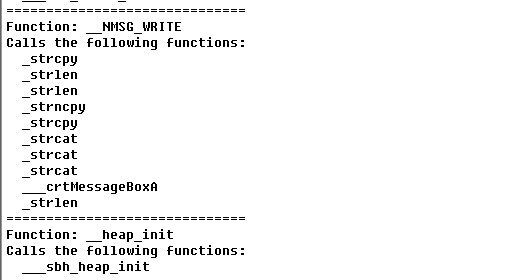 ==============================
Function: __NMSG_WRITE
Calls the following functions:
  _strcpy
  _strlen
  _strlen
  _strncpy
  _strcpy
  _strcat
  _strcat
  _strcat
  ___crtMessageBoxA
  _strlen
==============================
Function: __heap_init
Calls the following functions:
  ___sbh_heap_init